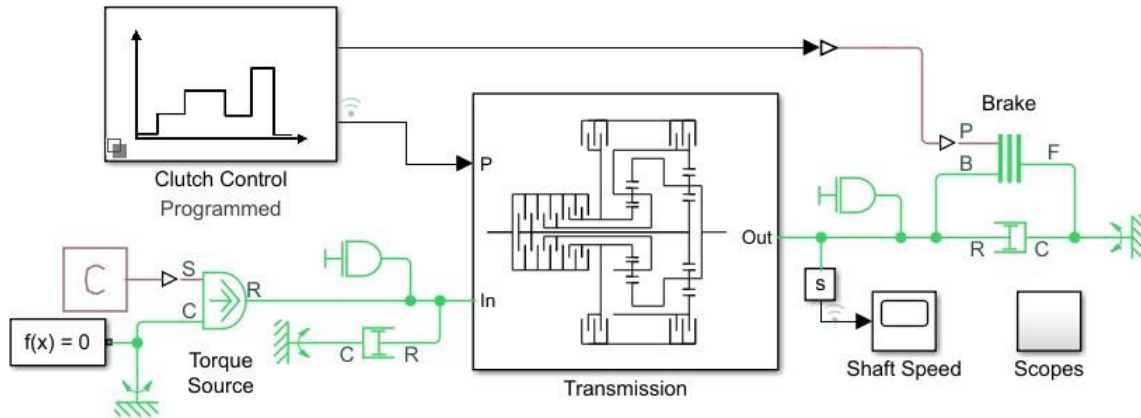 Clutch Control
Programmed
Brake
P
B
F
P
Out
R
C
C
S
R
In
C
f(x) = 0
C
R
s
Torque
Source
Transmission
Shaft Speed
Scopes